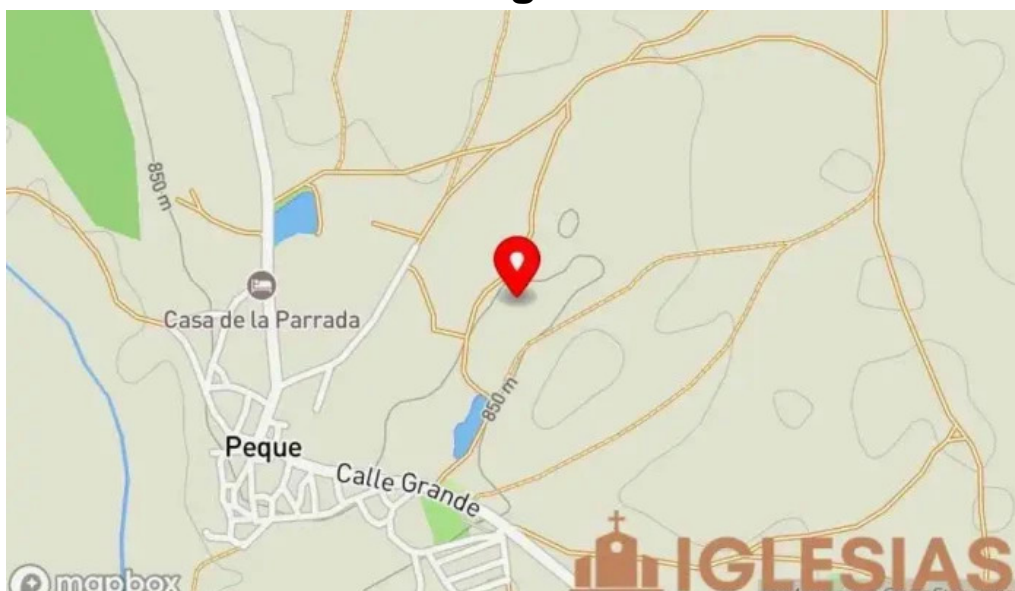 850 m
Casa de la Parrada
850 m
Peque
Calle Grande
IGLESIAS
mapbox